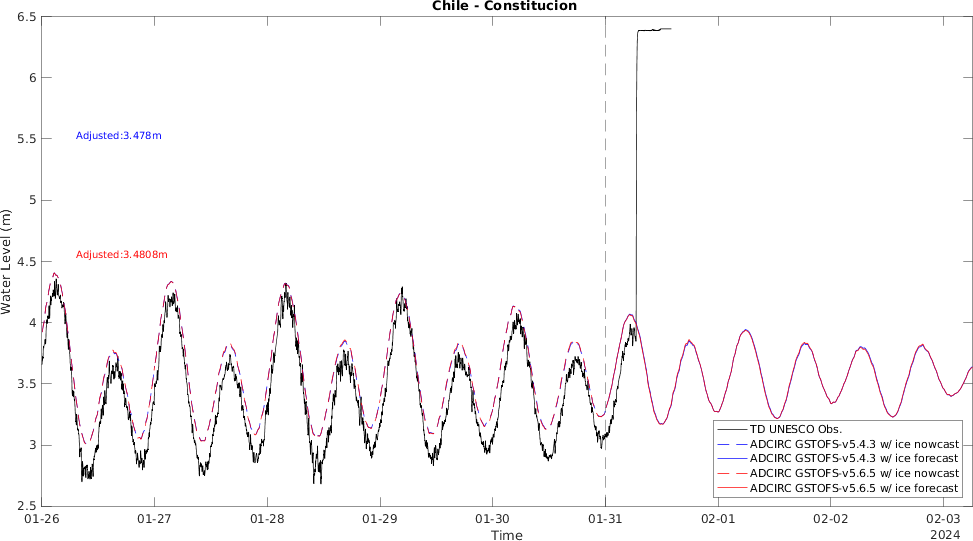 Chile - Constitucion
6.5
6
5.5
5
4.5
4
3.5
3
2.5
Water Level (m)
Adjusted:3.478m
Adjusted:3.4808m
TD UNESCO Obs.
ADCIRC GSTOFS-v5.4.3 w/ ice nowcast
ADCIRC GSTOFS-v5.4.3 w/ ice forecast
ADCIRC GSTOFS-v5.6.5 w/ ice nowcast
ADCIRC GSTOFS-v5.6.5 w/ ice forecast
01-26 01-27 01-28 01-29 01-30 01-31 02-01 02-02 02-03
Time
2024